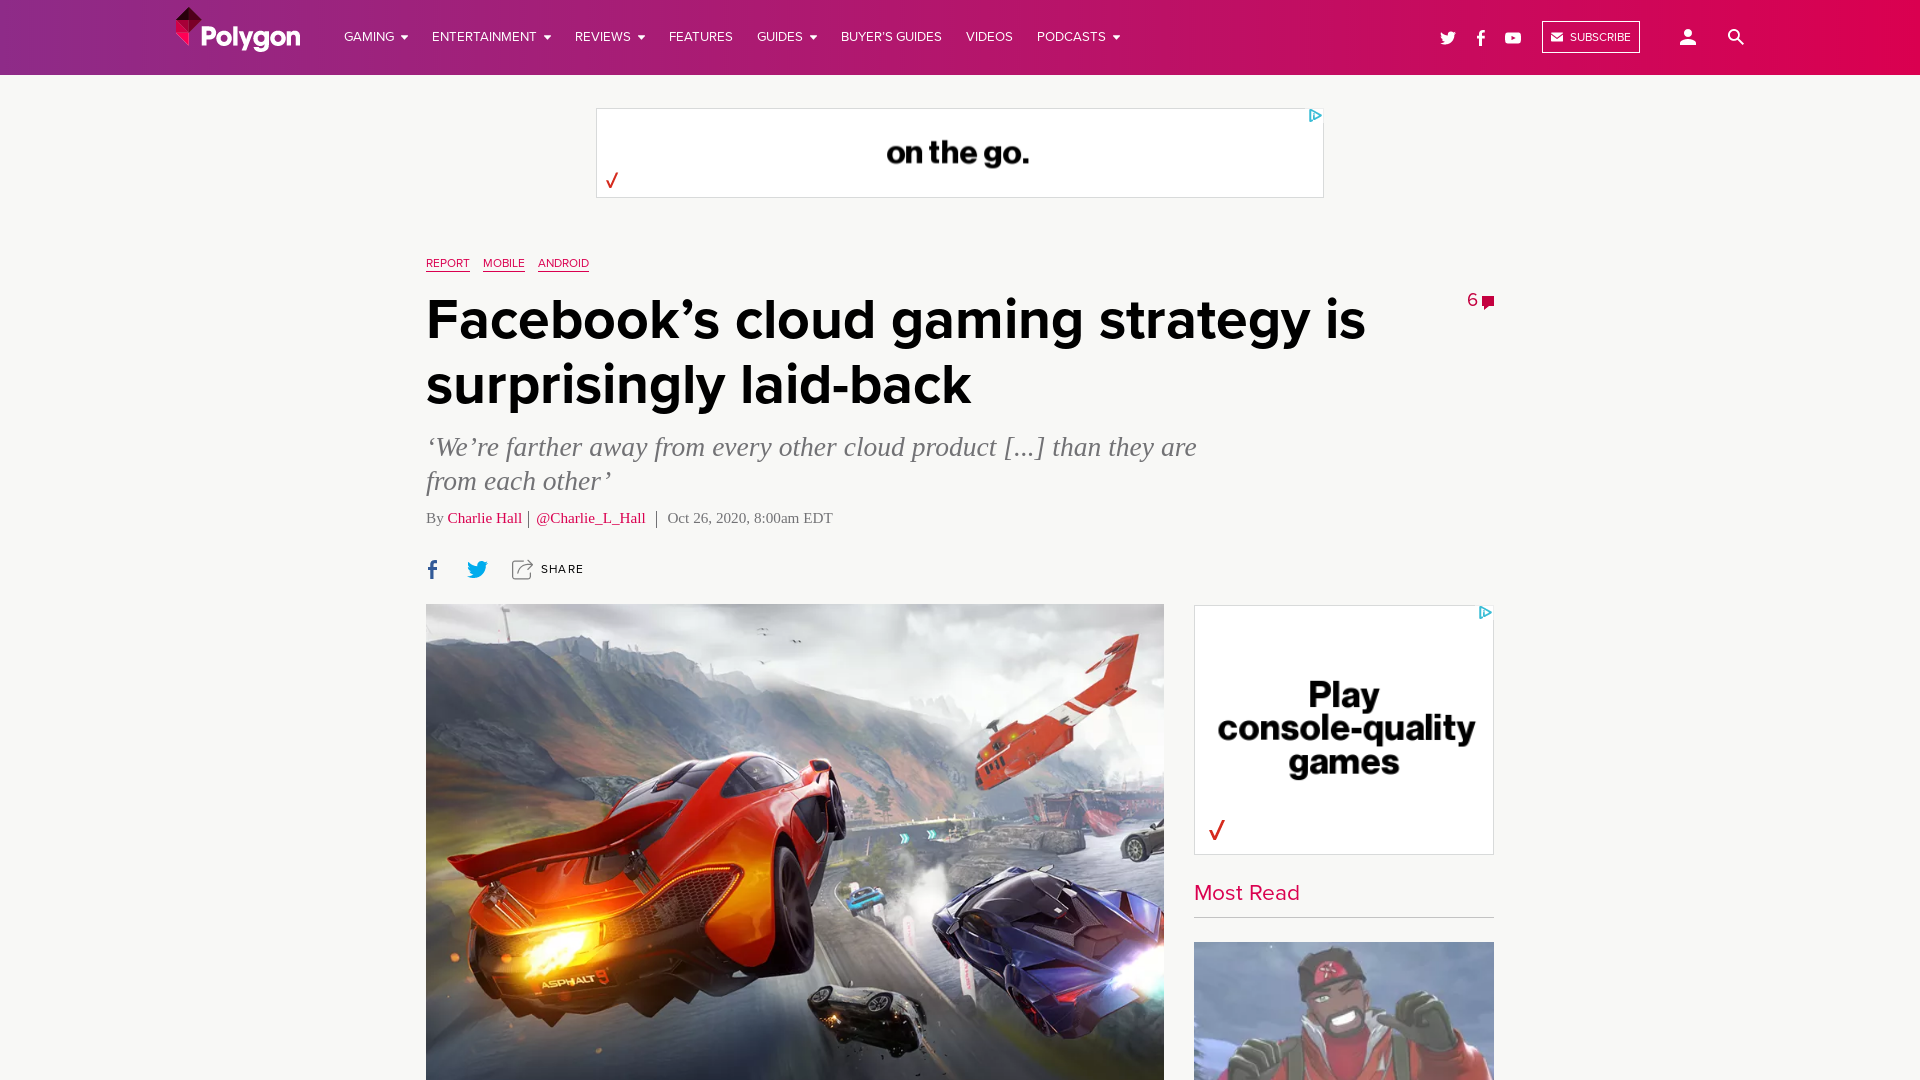 Polygon
GAMING
ENTERTAINMENT
REVIEWS
FEATURES
GUIDES
BUYER'S GUIDES
VIDEOS
PODCASTS
SUBSCRIBE
on the go.
REPORT
MOBILE
ANDROID
Facebook’s cloud gaming strategy is
surprisingly laid-back
6
‘We’re farther away from every other cloud product [...] than they are
from each other’
By Charlie Hall | @Charlie_L_Hall | Oct 26, 2020, 8:00am EDT
SHARE
ASPHALT 9
Play
console-quality
games
Most Read